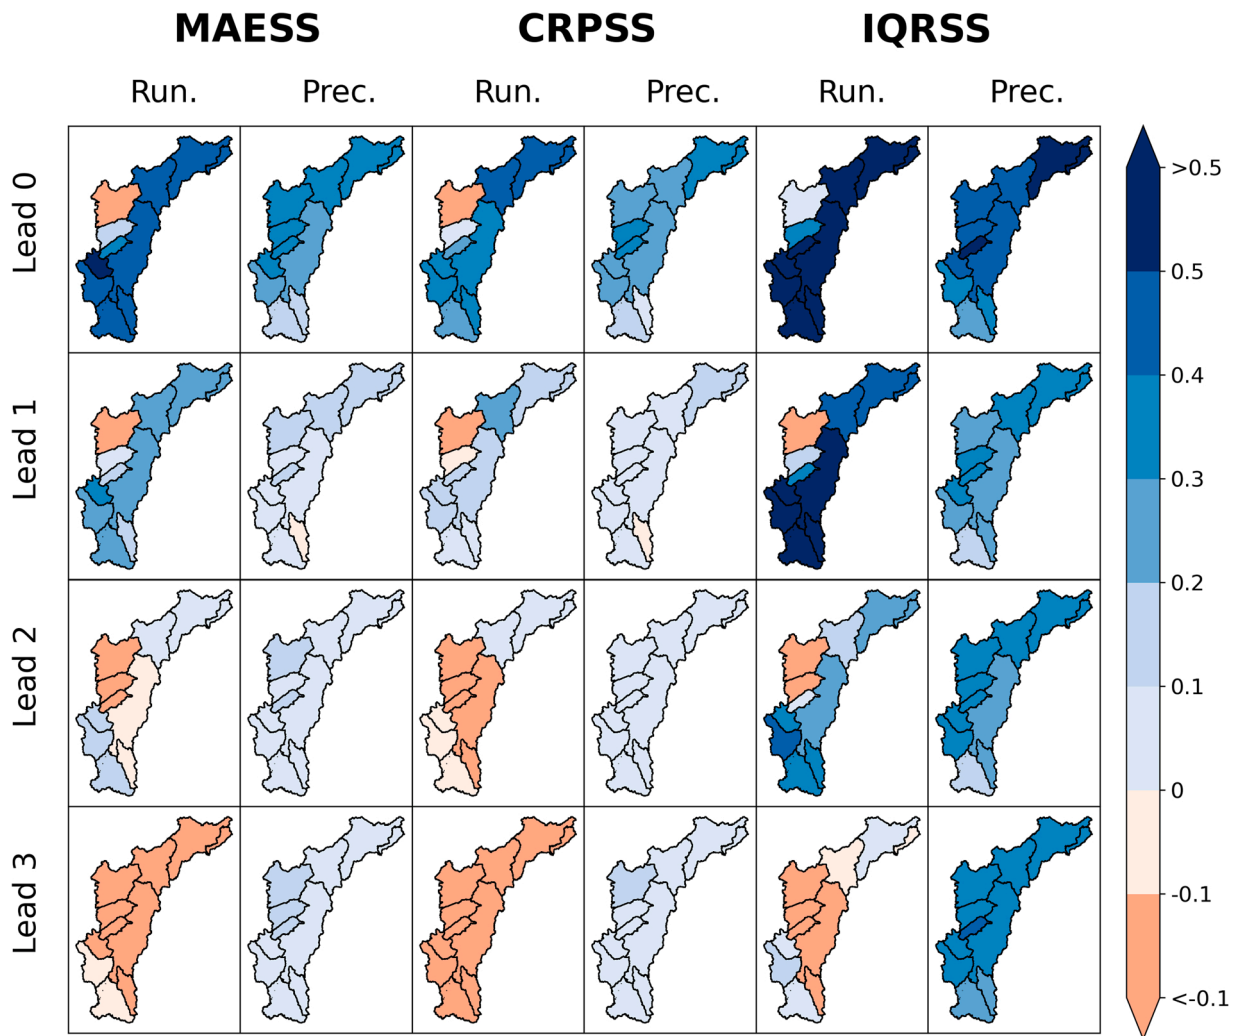 MAESS CRPSS IQRSS
Run. Prec. Run. Prec. Run. Prec.
Lead 0
Lead 1
Lead 2
Lead 3
>0.5
0.5
0.4
0.3
0.2
0.1
0
-0.1
<-0.1